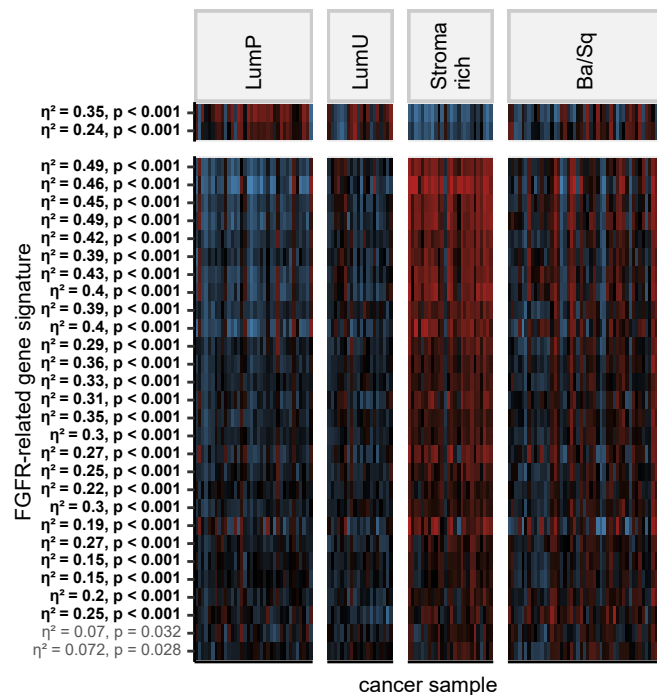 LumP
LumU
Stroma
rich
Ba/Sq
η² = 0.35, p < 0.001
η² = 0.24, p < 0.001
η² = 0.49, p < 0.001
η² = 0.46, p < 0.001
η² = 0.45, p < 0.001
η² = 0.49, p < 0.001
η² = 0.42, p < 0.001
η² = 0.39, p < 0.001
η² = 0.43, p < 0.001
η² = 0.4, p < 0.001
η² = 0.39, p < 0.001
η² = 0.4, p < 0.001
η² = 0.29, p < 0.001
η² = 0.36, p < 0.001
η² = 0.33, p < 0.001
η² = 0.31, p < 0.001
η² = 0.35, p < 0.001
η² = 0.3, p < 0.001
η² = 0.27, p < 0.001
η² = 0.25, p < 0.001
η² = 0.22, p < 0.001
η² = 0.3, p < 0.001
η² = 0.19, p < 0.001
η² = 0.27, p < 0.001
η² = 0.15, p < 0.001
η² = 0.15, p < 0.001
η² = 0.2, p < 0.001
η² = 0.25, p < 0.001
η² = 0.07, p = 0.032
η² = 0.072, p = 0.028
FGFR-related gene signature
cancer sample